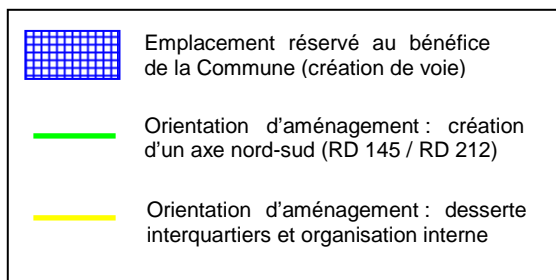 Emplacement réservé au bénéfice
de la Commune (création de voie)
Orientation d'aménagement : création
d'un axe nord-sud (RD 145 / RD 212)
Orientation d'aménagement : desserte
interquartiers et organisation interne